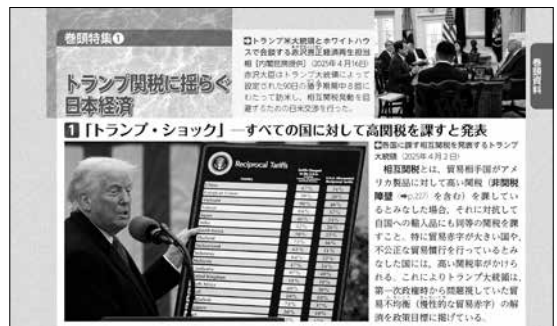 巻頭特集❶
トランプ関税に揺らぐ
日本経済
トランプ米大統領とホワイトハウ
スで会談する赤沢亮正経済再生担当
相【内閣官房提供】(2025年4月16日)
赤沢大臣はトランプ大統領によって
設定された90日の猶予期間中8回に
わたって訪米し、相互関税発動を回
避するための日米交渉を行った。
巻頭資料
1 「トランプ・ショック」―すべての国に対して高関税を課すと発表
Reciprocal Tariffs
各国に課す相互関税を発表するトランプ
大統領 (2025年4月2日)
相互関税とは、貿易相手国がアメ
リカ製品に対して高い関税(非関税
障壁(➡p.227)を含む)を課してい
るとみなした場合、それに対抗して
自国への輸入品にも同等の関税を課
すこと。特に貿易赤字が大きい国や、
不公正な貿易慣行を行っているとみ
なした国には、高い関税率がかけら
れる。これによりトランプ大統領は、
第一次政権時から問題視していた貿
易不均衡(慢性的な貿易赤字)の解
消を政策目標に掲げている。